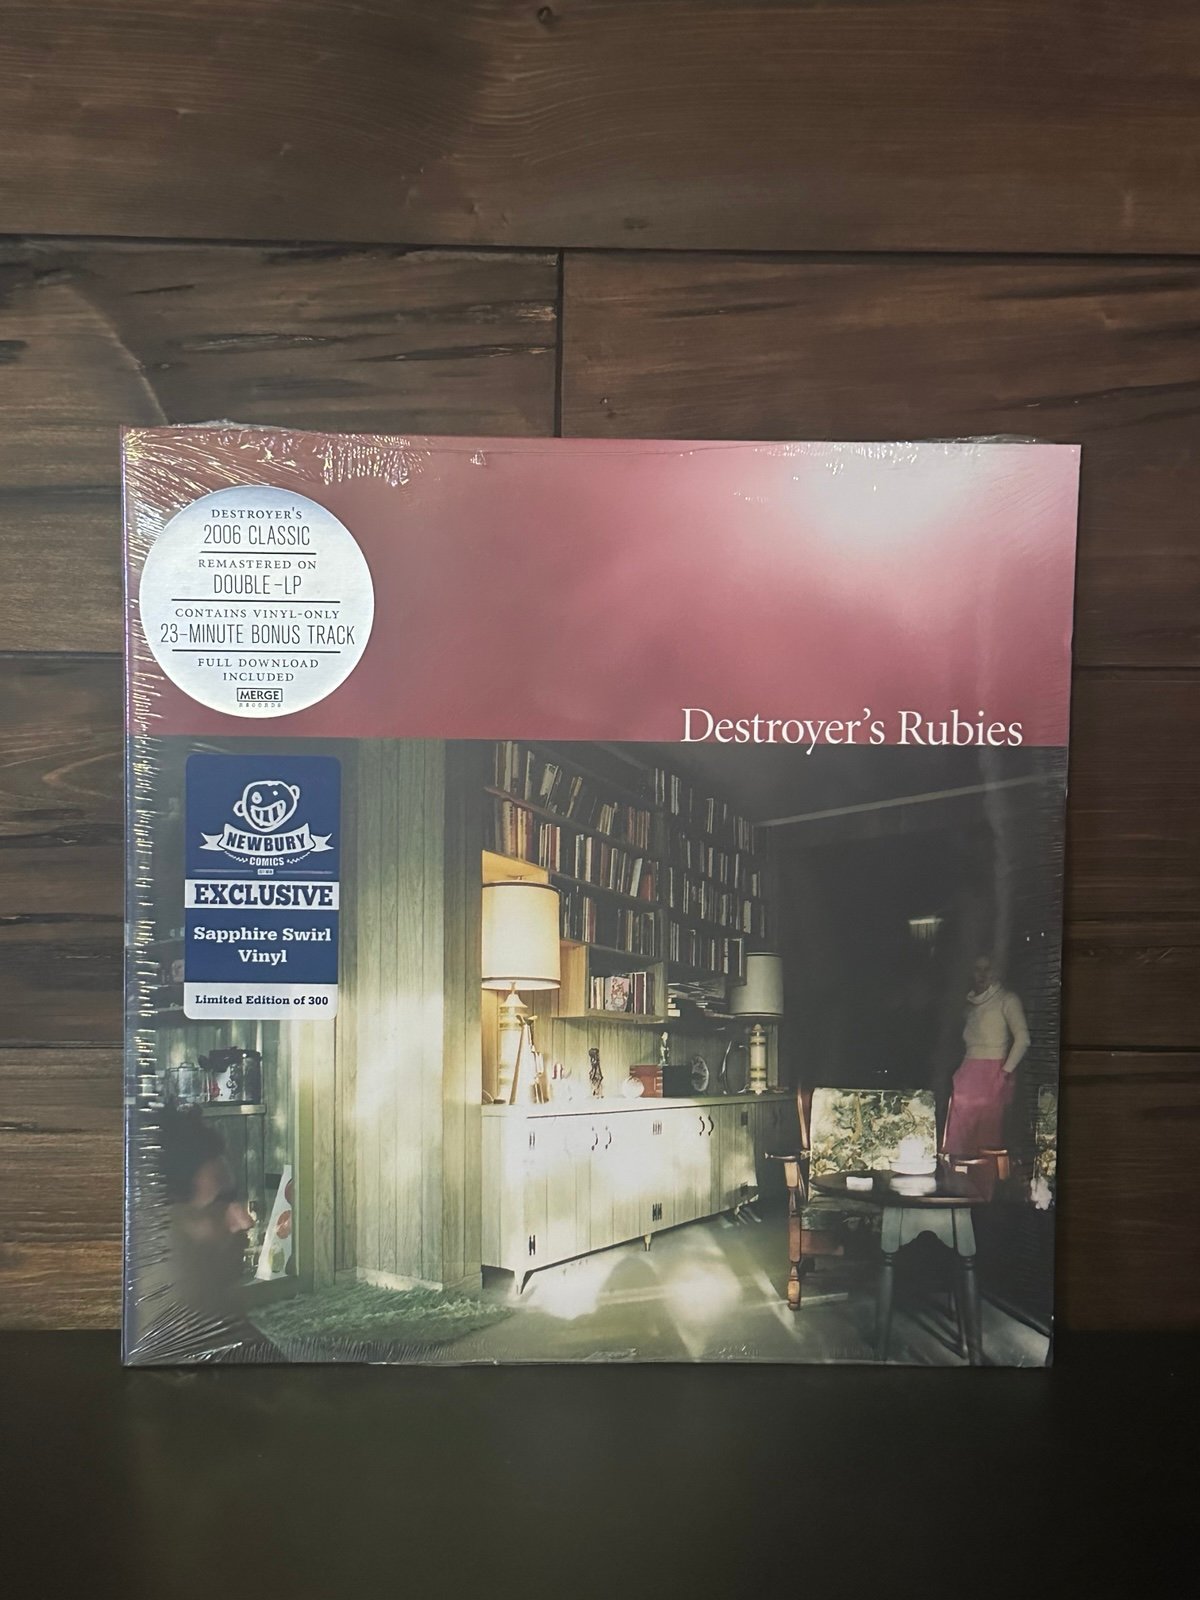 DESTROYER'S
2006 CLASSIC
REMASTERED ON
DOUBLE-LP
CONTAINS VINYL-ONLY
23-MINUTE BONUS TRACK
FULL DOWNLOAD
INCLUDED
MERGE
RECORDS
Destroyer's Rubies
NEWBURY
COMICS
EXCLUSIVE
Sapphire Swirl
Vinyl
Limited Edition of 300